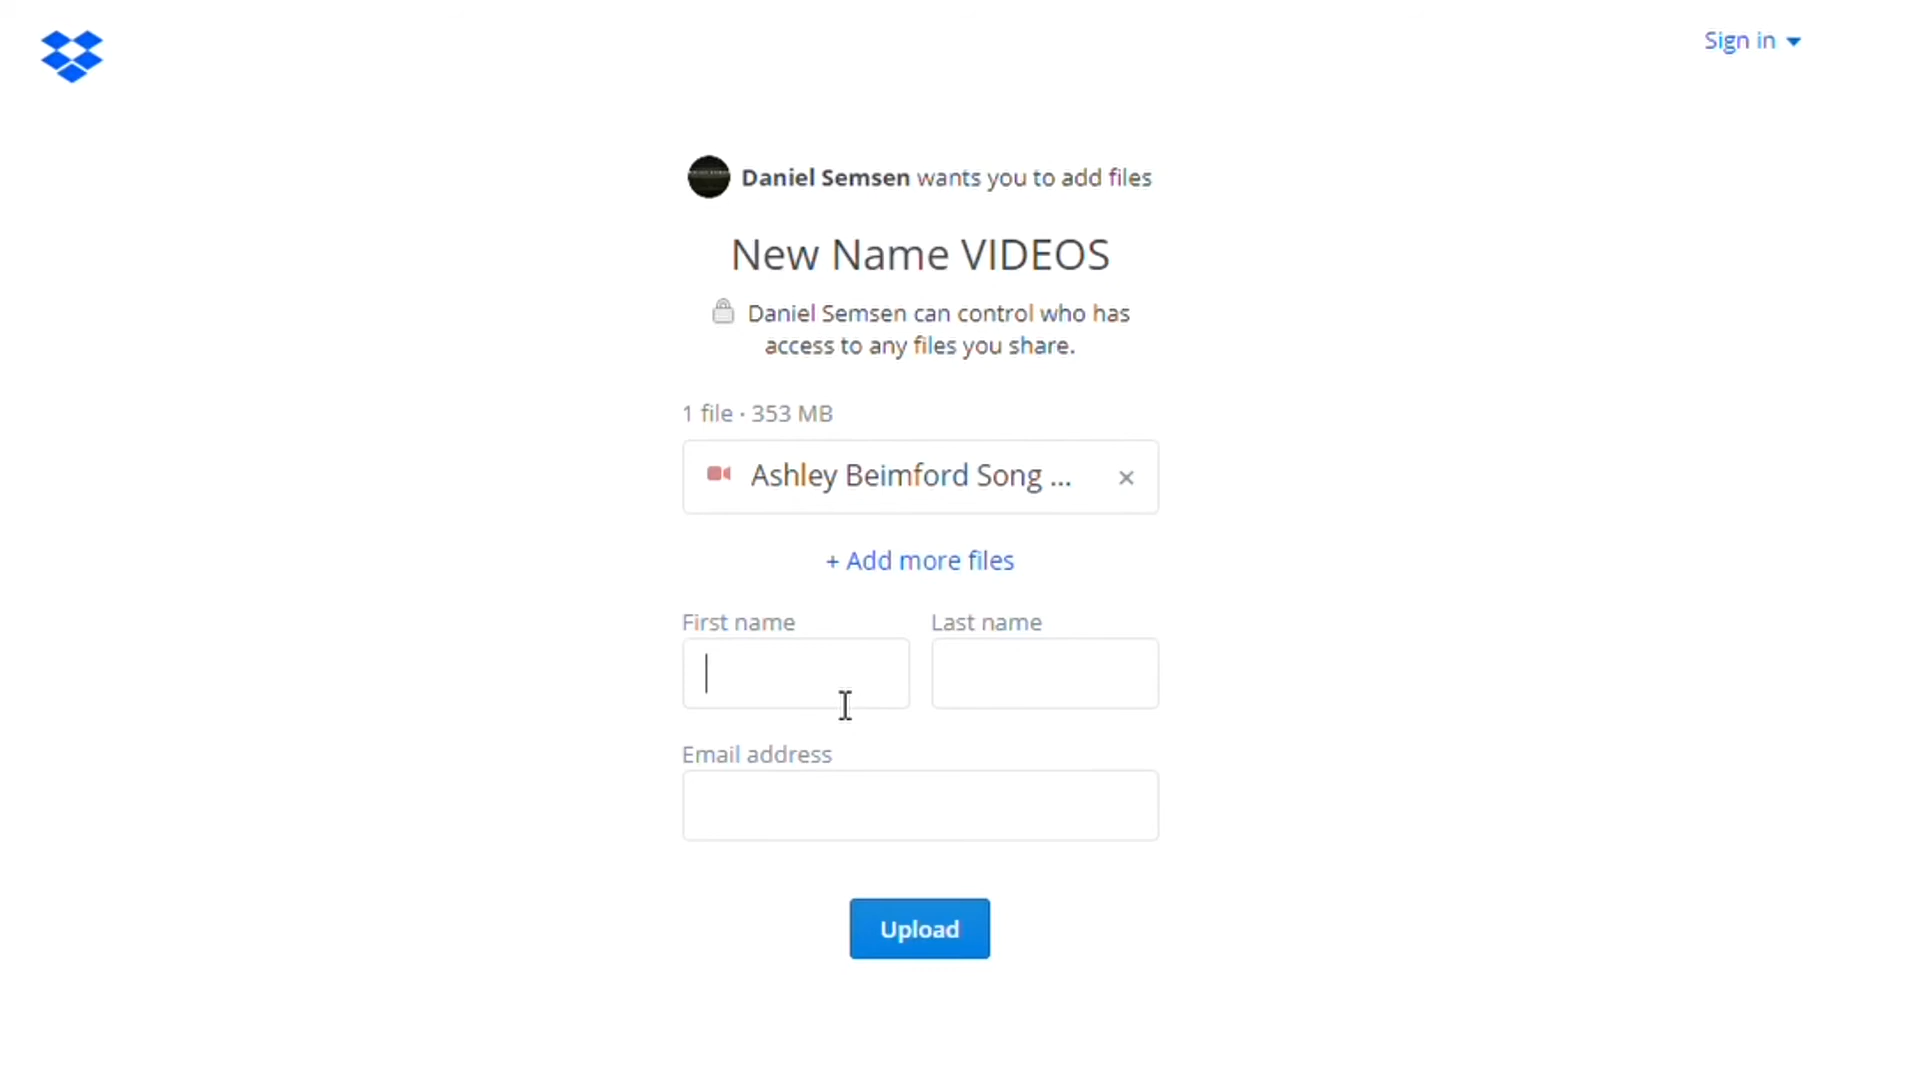 Sign in
Daniel Semsen wants you to add files
New Name VIDEOS
Daniel Semsen can control who has
access to any files you share.
1 file · 353 MB
Ashley Beimford Song ...
+ Add more files
First name Last name
Email address
Upload